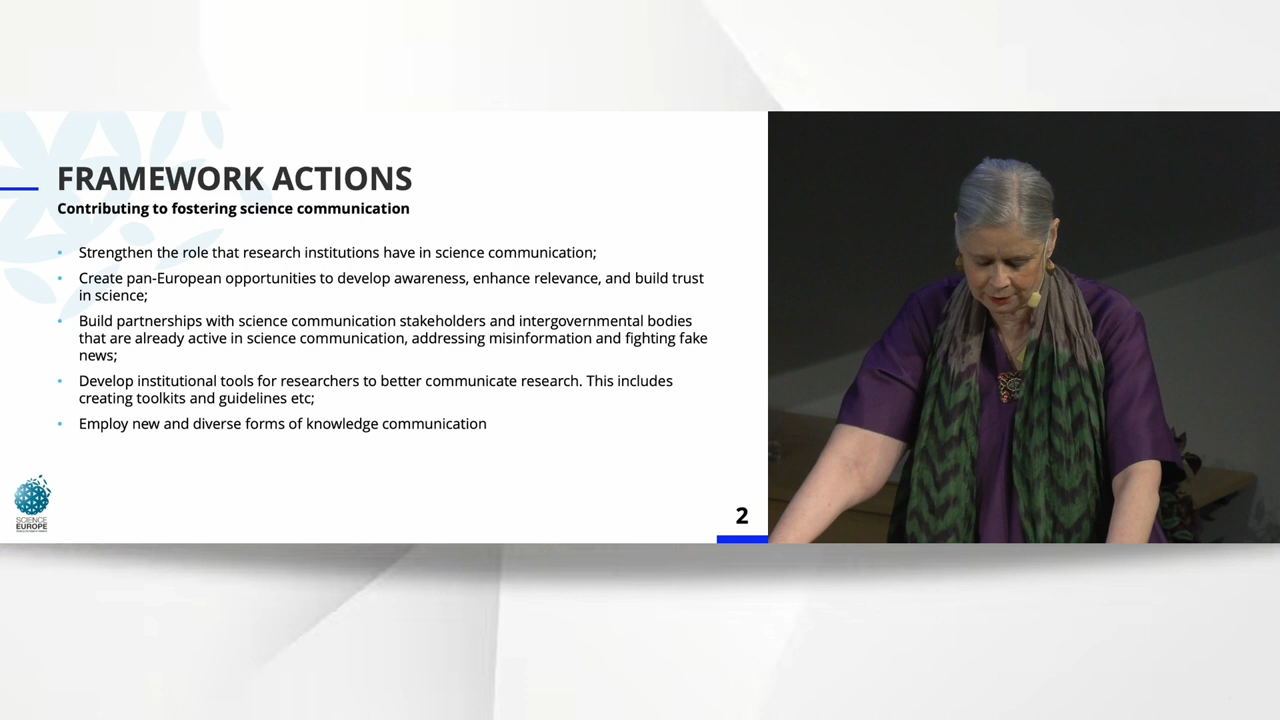 FRAMEWORK ACTIONS
Contributing to fostering science communication
• Strengthen the role that research institutions have in science communication;
• Create pan-European opportunities to develop awareness, enhance relevance, and build trust
in science;
• Build partnerships with science communication stakeholders and intergovernmental bodies
that are already active in science communication, addressing misinformation and fighting fake
news;
• Develop institutional tools for researchers to better communicate research. This includes
creating toolkits and guidelines etc;
• Employ new and diverse forms of knowledge communication
SCIENCE
EUROPE
2